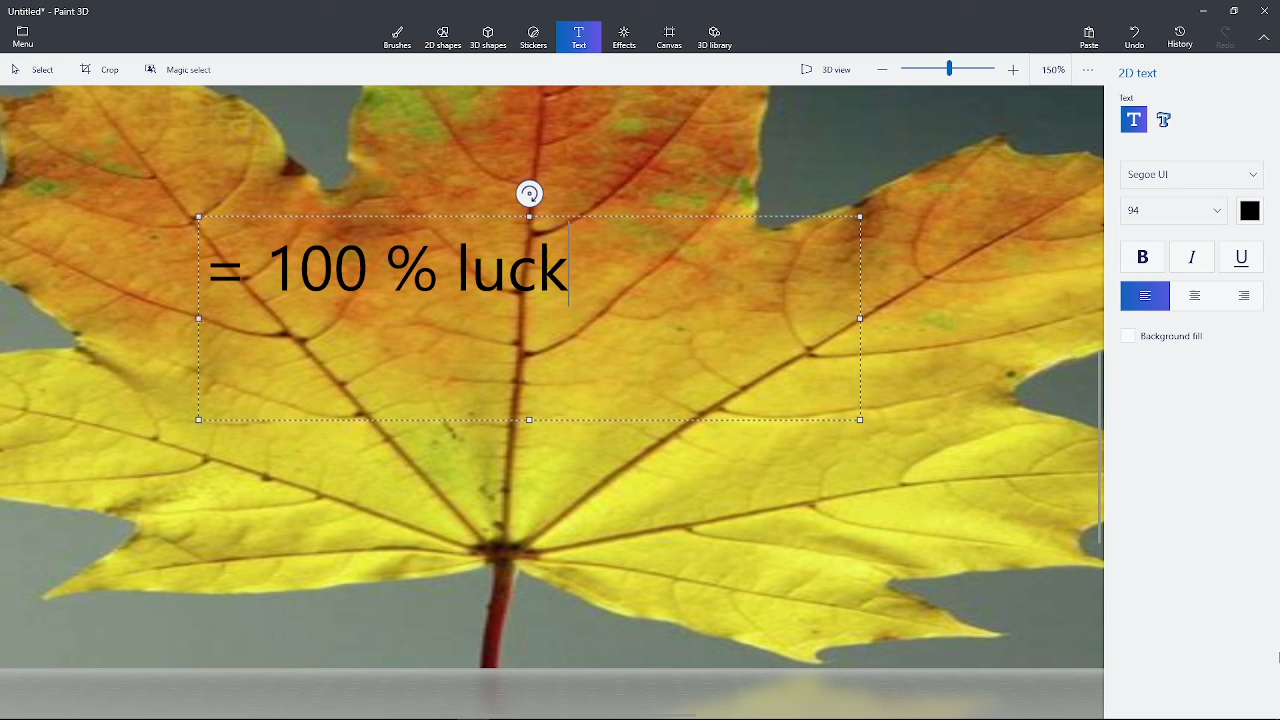 Untitled* - Paint 3D
Menu
Brushes
2D shapes
3D shapes
Stickers
Text
Effects
Canvas
3D library
Paste
Undo
History
Redo
Select
Crop
Magic select
3D view
150%
2D text
Text
Segoe UI
94
B
I
U
Background fill
= 100 % luck